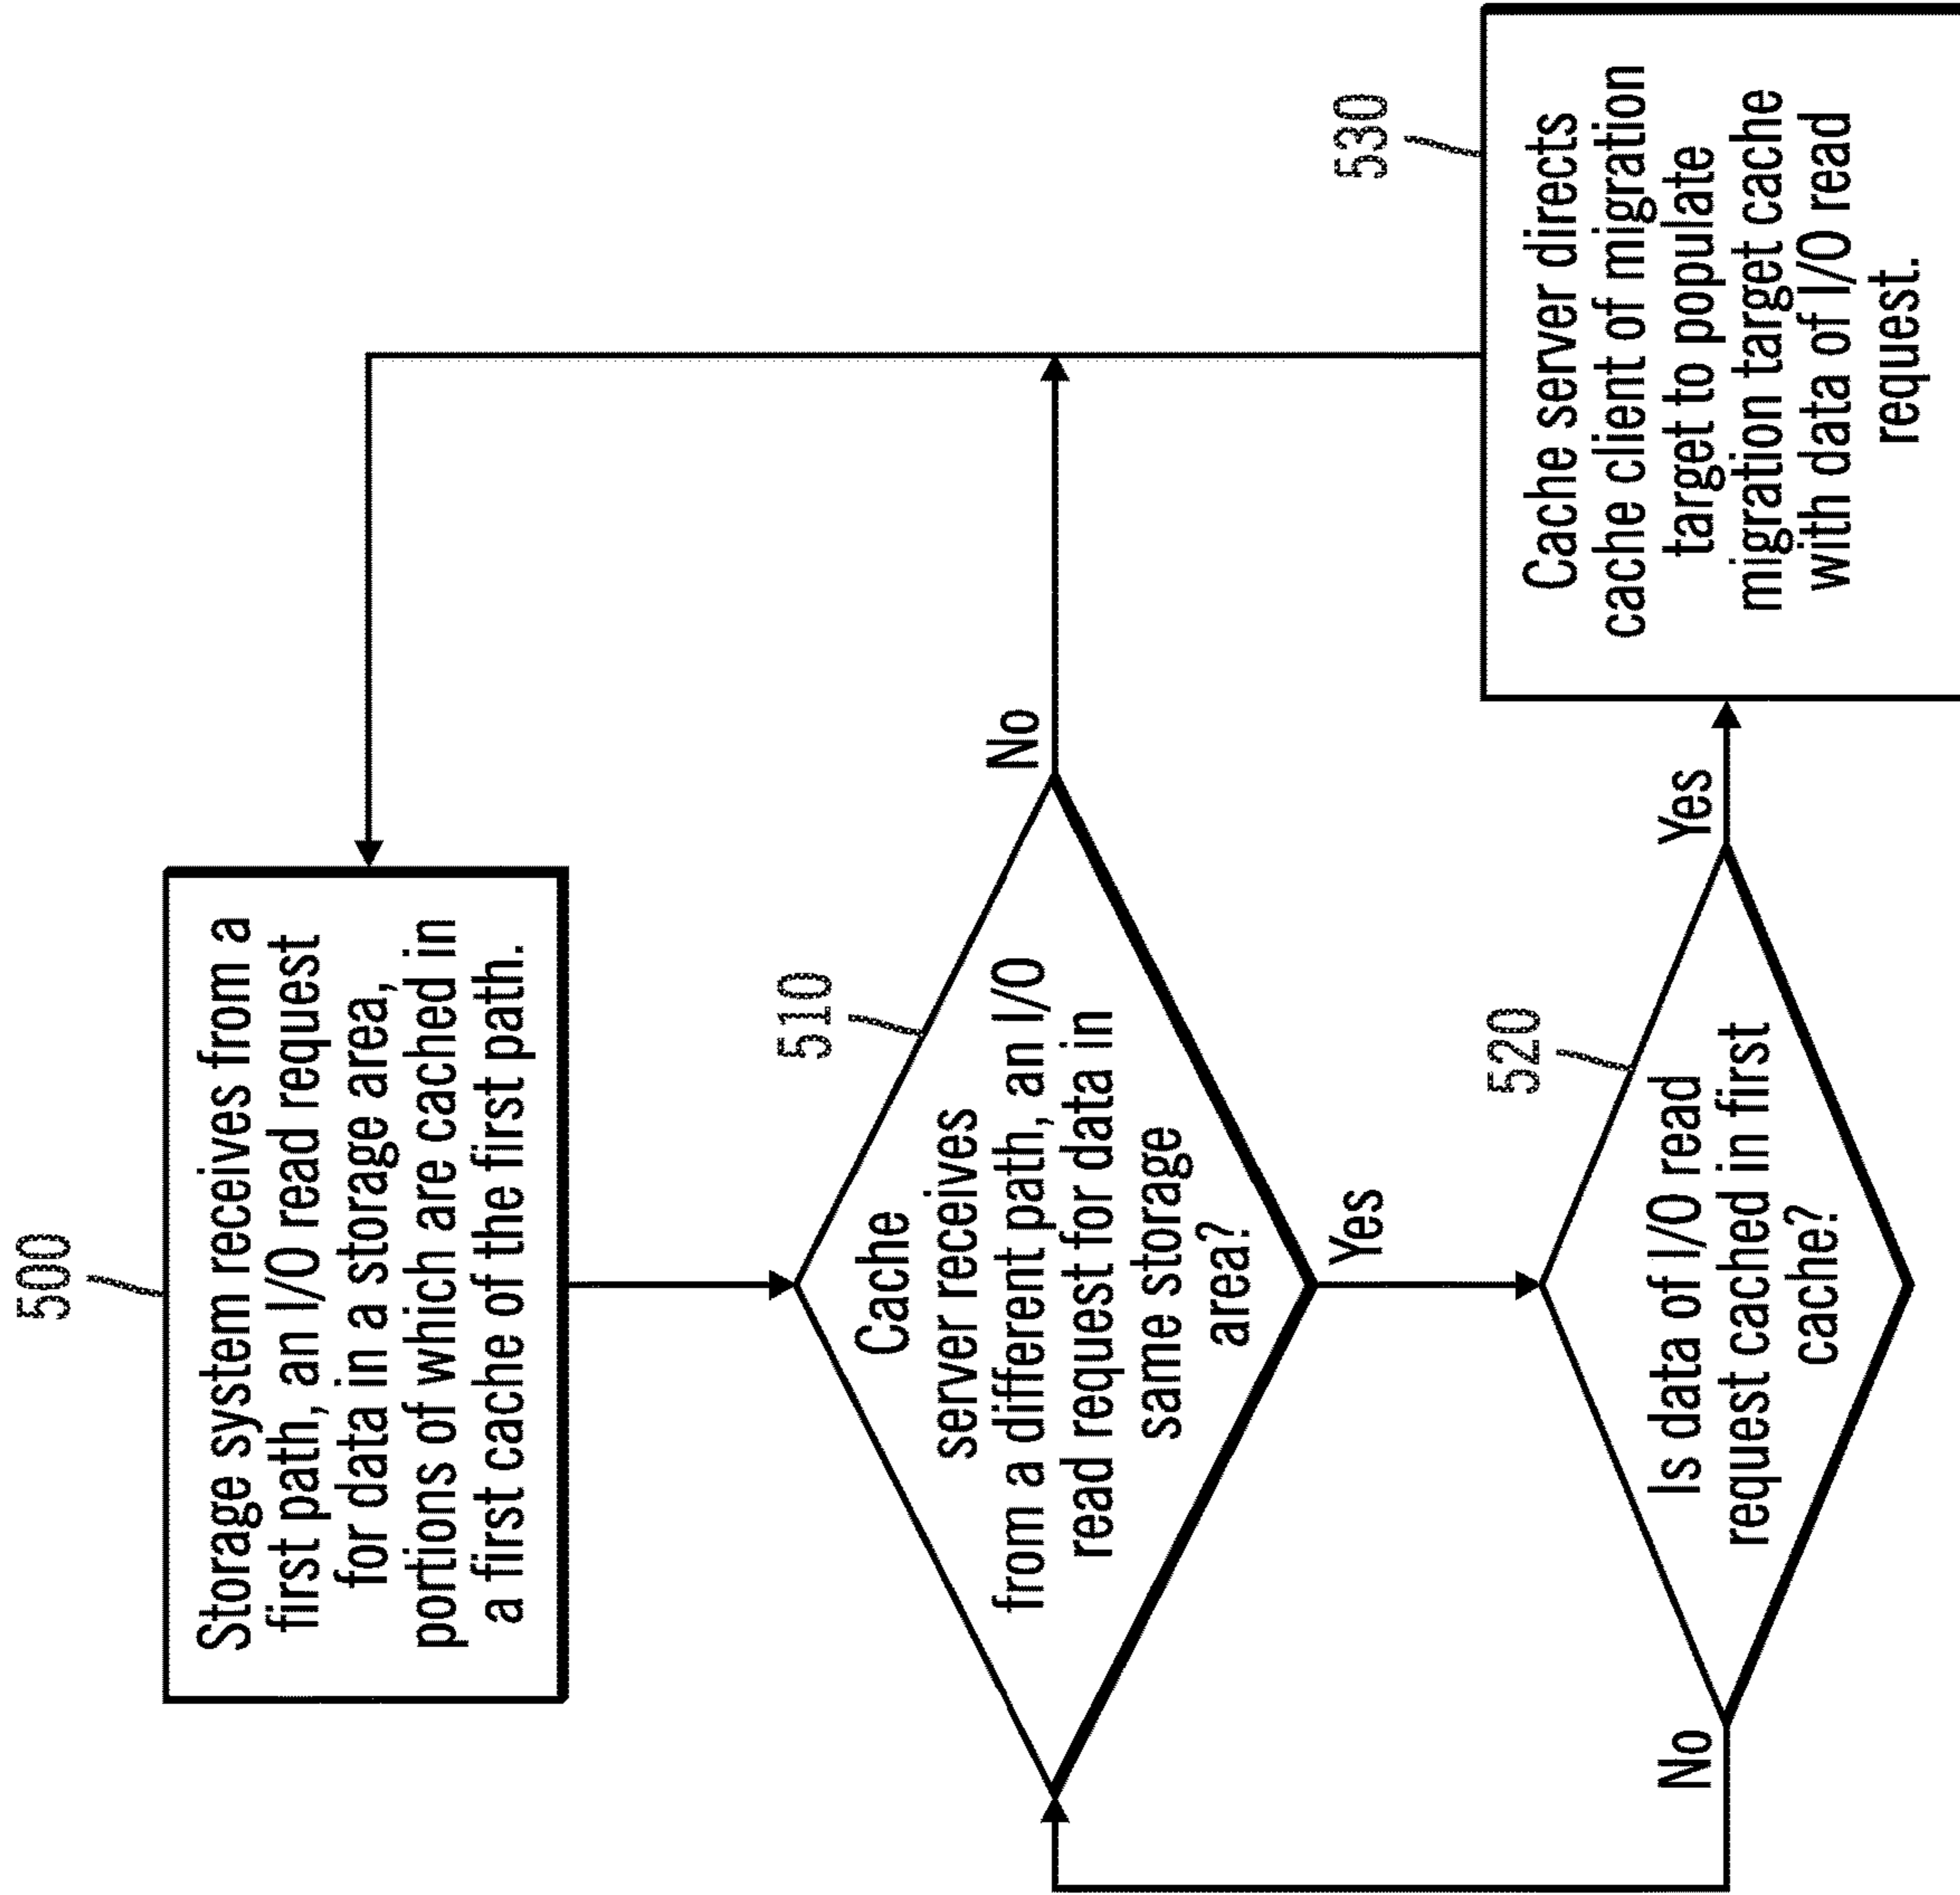 500
Storage system receives from a
first path, an I/O read request
for data in a storage area,
portions of which are cached in
a first cache of the first path.
510
Cache
server receives
from a different path, an I/O
read request for data in
same storage
area?
No
Yes
520
Is data of I/O read
request cached in first
cache?
No
Yes
530
Cache server directs
cache client of migration
target to populate
migration target cache
with data of I/O read
request.